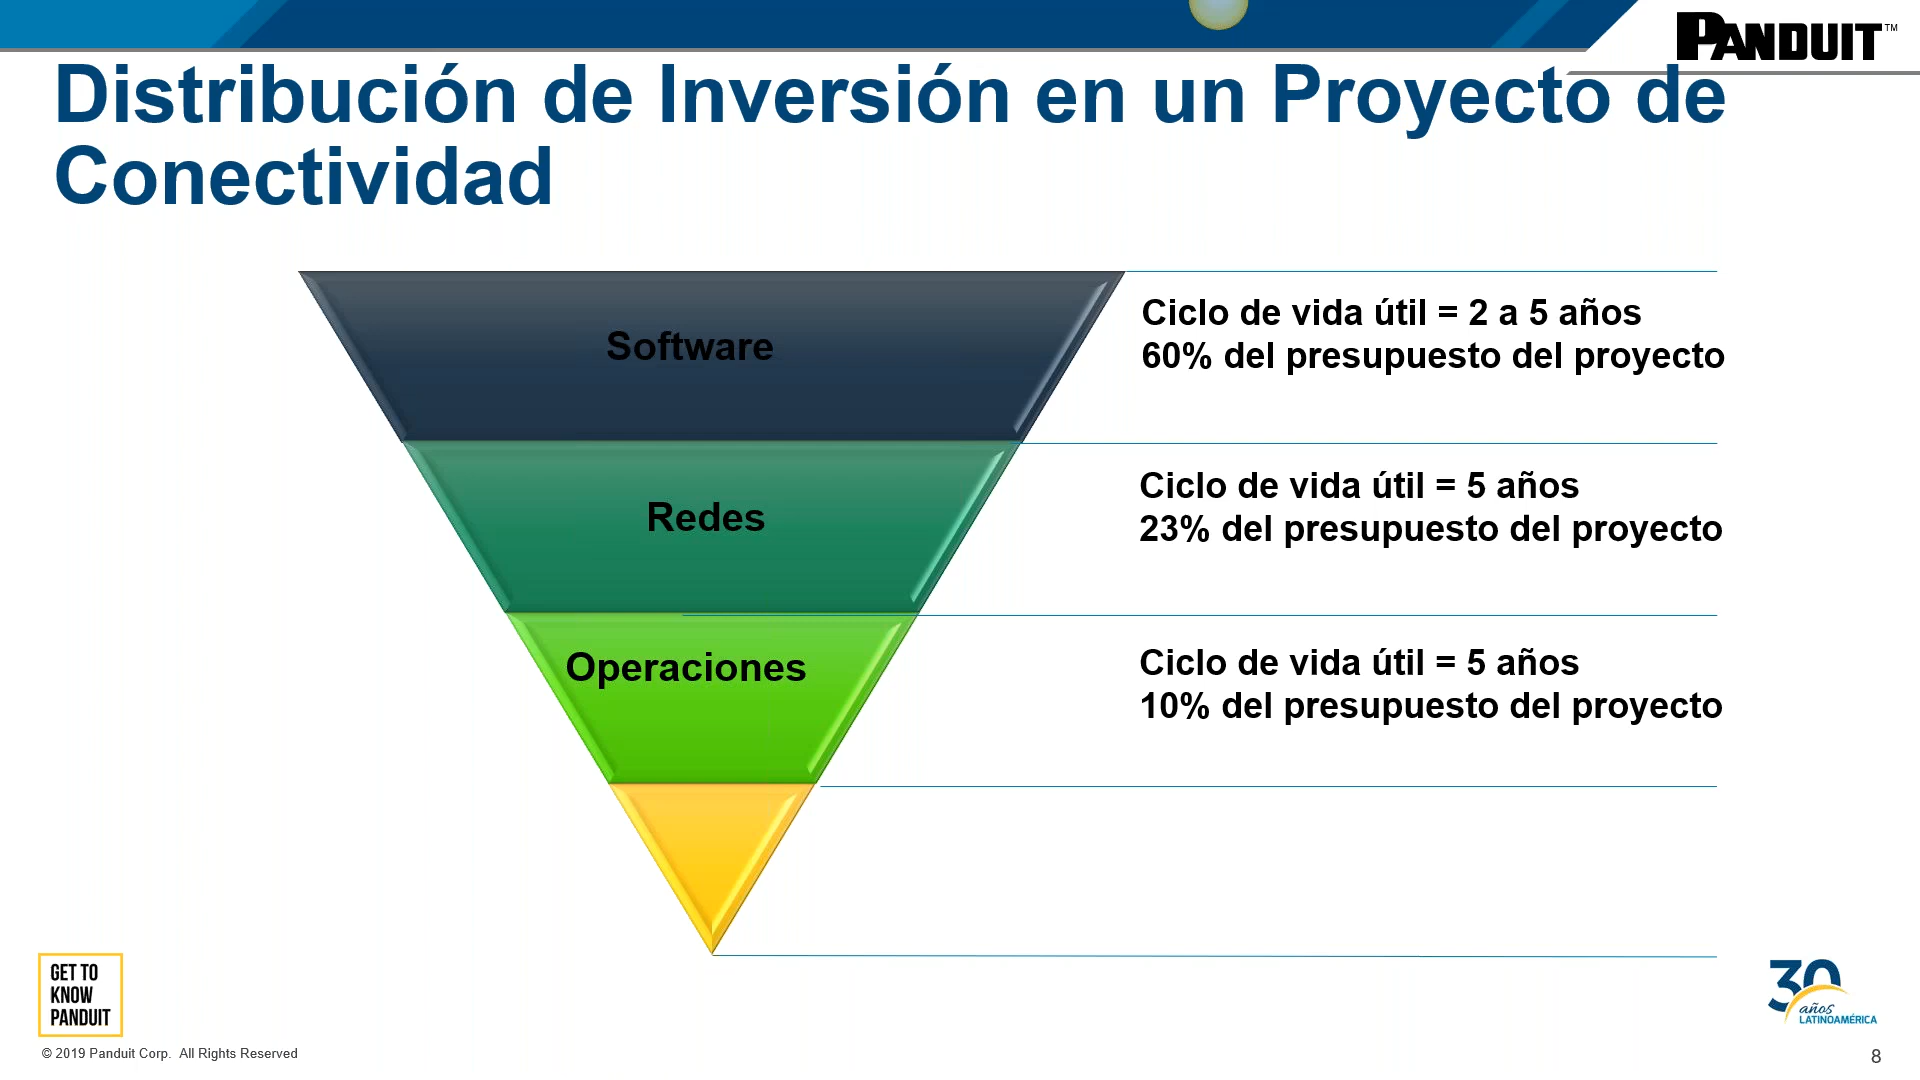 PANDUIT™
Distribución de Inversión en un Proyecto de
Conectividad
Software
Ciclo de vida útil = 2 a 5 años
60% del presupuesto del proyecto
Redes
Ciclo de vida útil = 5 años
23% del presupuesto del proyecto
Operaciones
Ciclo de vida útil = 5 años
10% del presupuesto del proyecto
GET TO
KNOW
PANDUIT
30
años
LATINOAMÉRICA
© 2019 Panduit Corp. All Rights Reserved
8